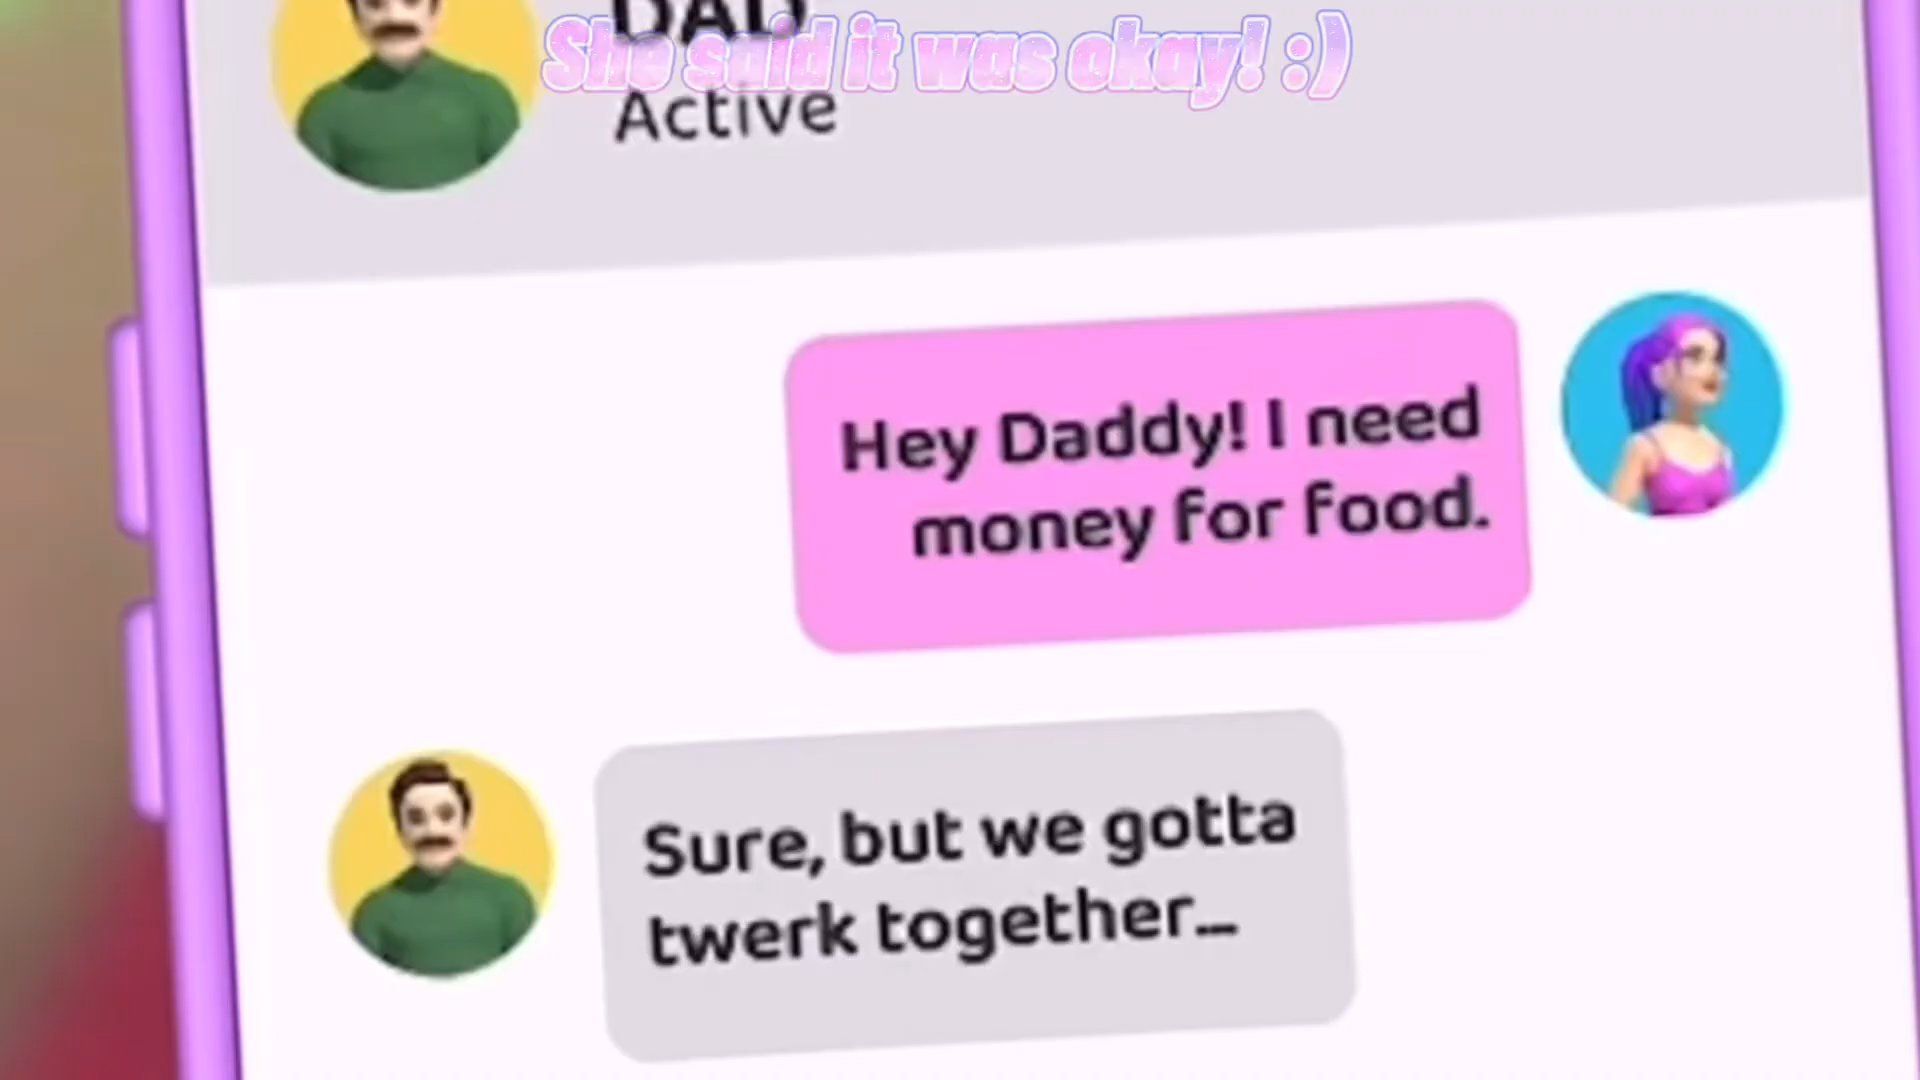 DAD
She said it was okay! :)
Active
Hey Daddy! I need
money for food.
Sure, but we gotta
twerk together...